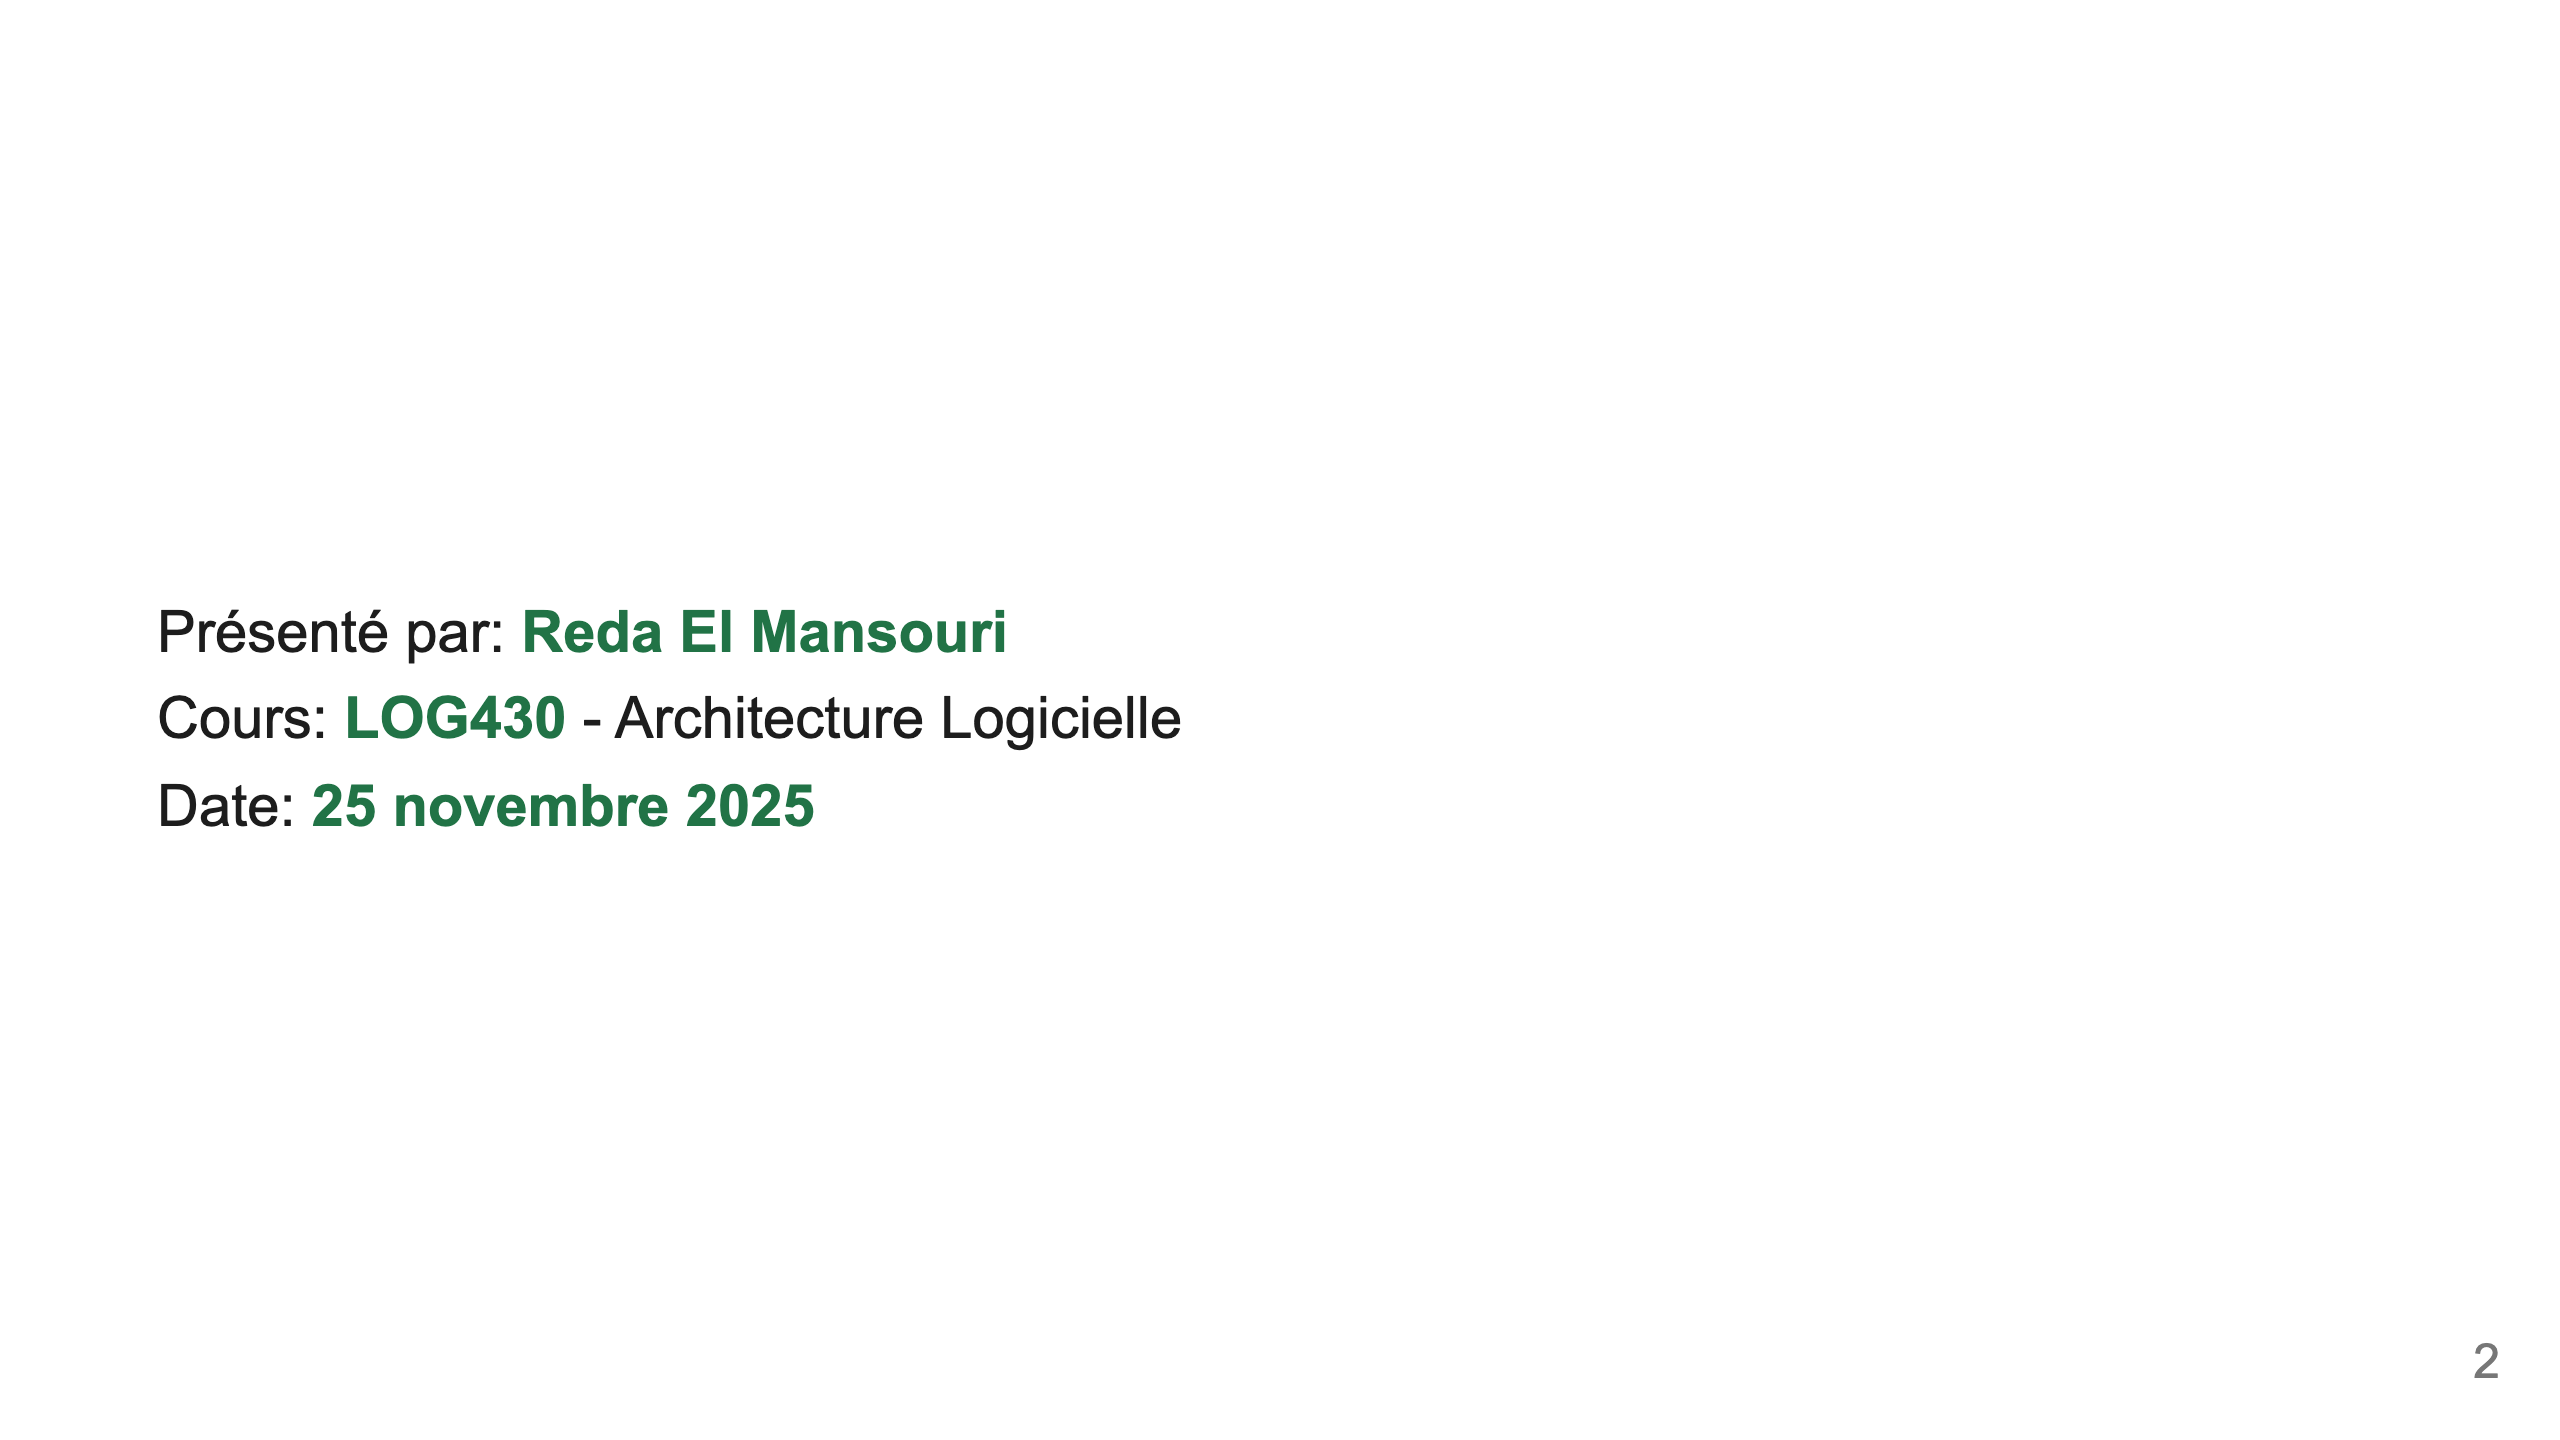 Présenté par: Reda El Mansouri
Cours: LOG430 - Architecture Logicielle
Date: 25 novembre 2025
2